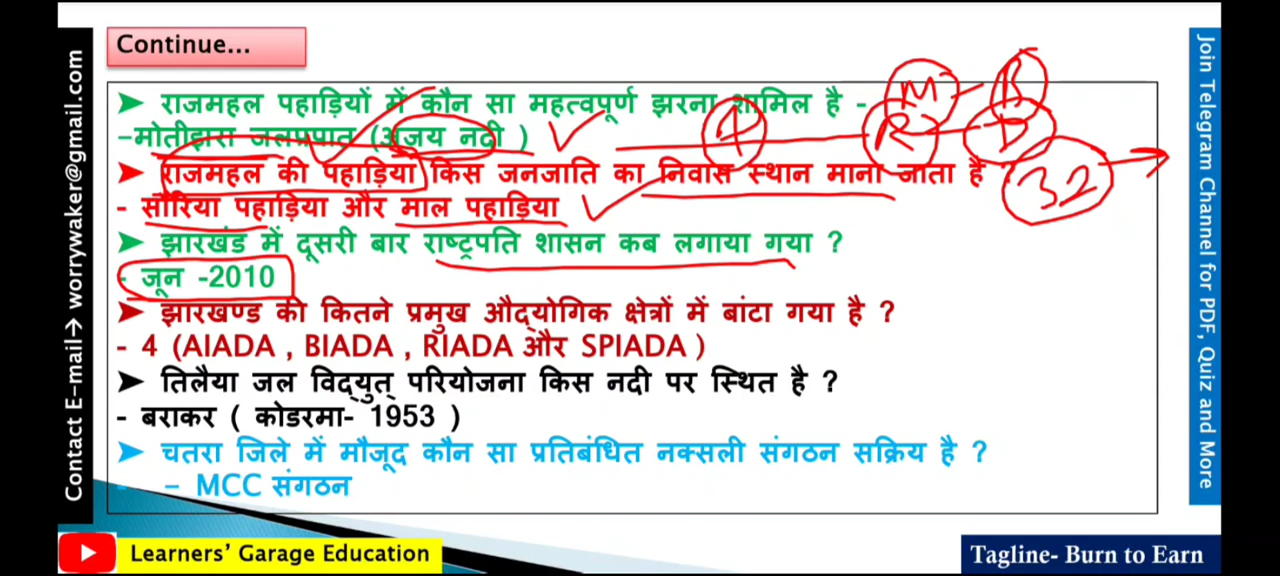 Continue...
➤ राजमहल पहाड़ियों में कौन सा महत्वपूर्ण झरना शामिल है -
-मोतीझरा जलप्रपात (अजय नदी )
➤ राजमहल की पहाड़िया किस जनजाति का निवास स्थान माना जाता है
- सौरिया पहाड़िया और माल पहाड़िया
➤ झारखंड में दूसरी बार राष्ट्रपति शासन कब लगाया गया ?
- जून -2010
➤ झारखण्ड की कितने प्रमुख औद्योगिक क्षेत्रों में बांटा गया है ?
- 4 (AIADA , BIADA , RIADA और SPIADA )
➤ तिलैया जल विद्युत् परियोजना किस नदी पर स्थित है ?
- बराकर ( कोडरमा- 1953 )
➤ चतरा जिले में मौजूद कौन सा प्रतिबंधित नक्सली संगठन सक्रिय है ?
- – MCC संगठन
M B
4 R P
32
Contact E-mail→ worrywaker@gmail.com
Join Telegram Channel for PDF, Quiz and More
Learners’ Garage Education
Tagline- Burn to Earn